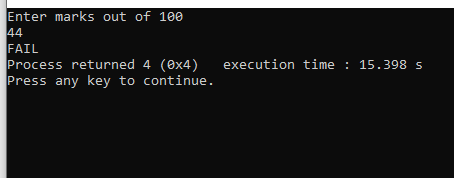 Enter marks out of 100
44
FAIL
Process returned 4 (0x4)   execution time : 15.398 s
Press any key to continue.